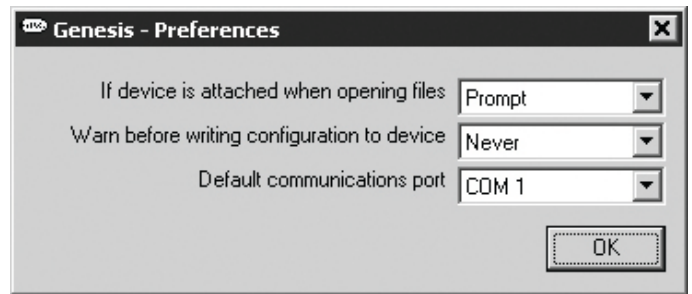 Genesis - Preferences
If device is attached when opening files Prompt
Warn before writing configuration to device Never
Default communications port COM 1
OK